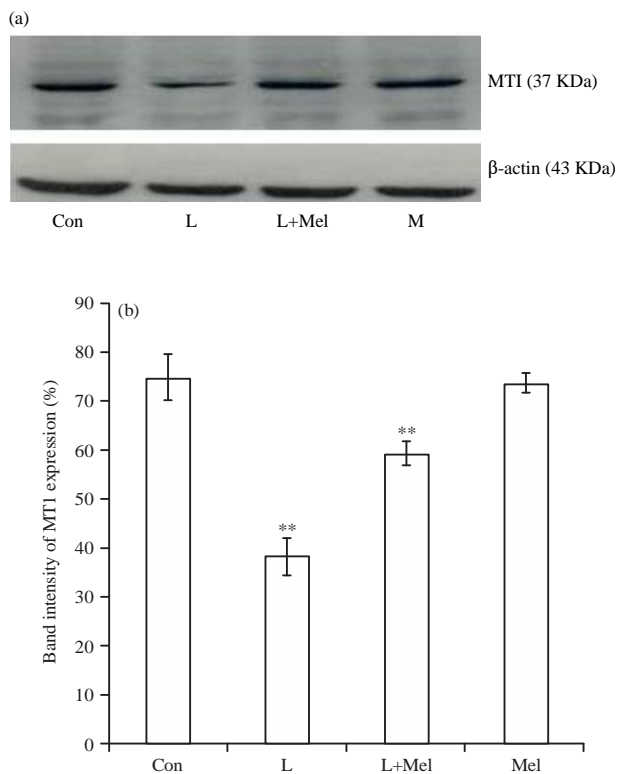 (a)
MTI (37 KDa)
β-actin (43 KDa)
Con L L+Mel M
(b)
Band intensity of MT1 expression (%)
90
80
70
60
50
40
30
20
10
0
**
**
Con L L+Mel Mel